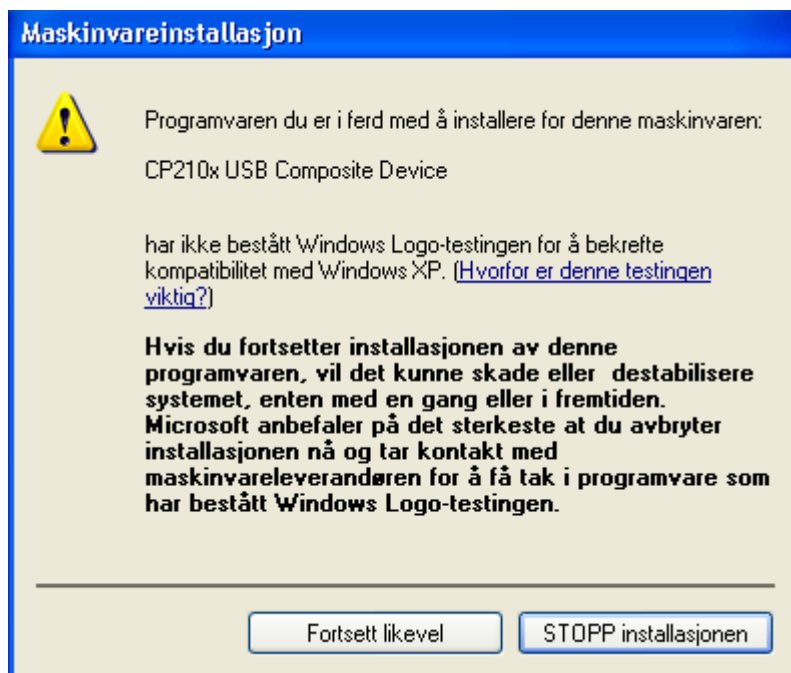 Maskinvareinstallasjon
Programvaren du er i ferd med å installere for denne maskinvaren:
CP210x USB Composite Device
har ikke bestått Windows Logo-testingen for å bekrefte
kompatibilitet med Windows XP. (Hvorfor er denne testingen
viktig?)
Hvis du fortsetter installasjonen av denne
programvaren, vil det kunne skade eller destabilisere
systemet, enten med en gang eller i fremtiden.
Microsoft anbefaler på det sterkeste at du avbryter
installasjonen nå og tar kontakt med
maskinvareleverandøren for å få tak i programvare som
har bestått Windows Logo-testingen.
Fortsett likevel
STOPP installasjonen